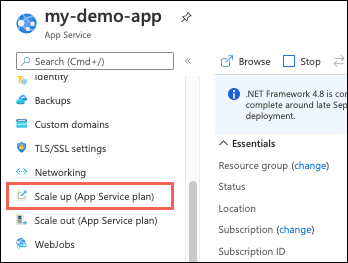 my-demo-app
App Service
Search (Cmd+/)
Identity
Backups
Custom domains
TLS/SSL settings
Networking
Scale up (App Service plan)
Scale out (App Service plan)
WebJobs
Browse
Stop
.NET Framework 4.8 is
complete around late Sep
deployment.
Essentials
Resource group (change)
Status
Location
Subscription (change)
Subscription ID